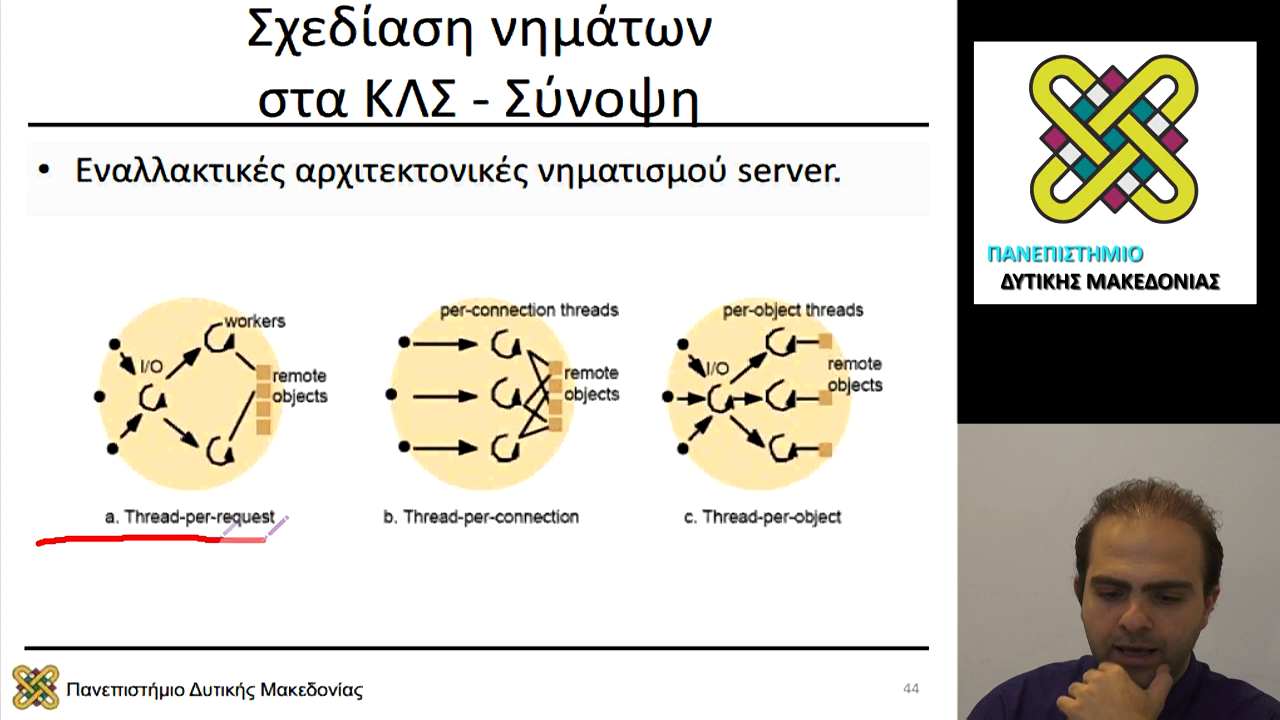 Σχεδίαση νημάτων
στα ΚΛΣ - Σύνοψη
• Εναλλακτικές αρχιτεκτονικές νηματισμού server.
workers
I/O
remote
objects
a. Thread-per-request
per-connection threads
remote
objects
b. Thread-per-connection
per-object threads
I/O
remote
objects
c. Thread-per-object
Πανεπιστήμιο Δυτικής Μακεδονίας
44
ΠΑΝΕΠΙΣΤΗΜΙΟ
ΔΥΤΙΚΗΣ ΜΑΚΕΔΟΝΙΑΣ